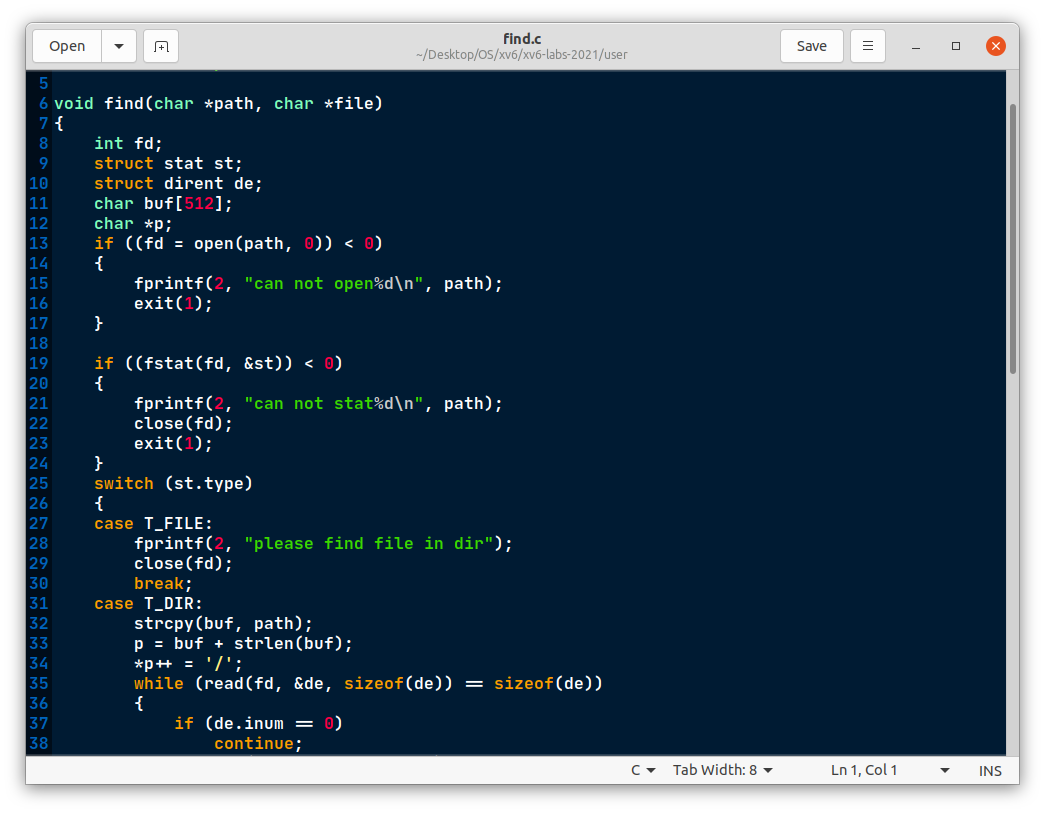 Open
find.c
~/Desktop/OS/xv6/xv6-labs-2021/user
Save
5
6 void find(char *path, char *file)
7 {
8     int fd;
9     struct stat st;
10     struct dirent de;
11     char buf[512];
12     char *p;
13     if ((fd = open(path, 0)) < 0)
14     {
15         fprintf(2, "can not open%d\n", path);
16         exit(1);
17     }
18
19     if ((fstat(fd, &st)) < 0)
20     {
21         fprintf(2, "can not stat%d\n", path);
22         close(fd);
23         exit(1);
24     }
25     switch (st.type)
26     {
27     case T_FILE:
28         fprintf(2, "please find file in dir");
29         close(fd);
30         break;
31     case T_DIR:
32         strcpy(buf, path);
33         p = buf + strlen(buf);
34         *p++ = '/';
35         while (read(fd, &de, sizeof(de)) == sizeof(de))
36         {
37             if (de.inum == 0)
38                 continue;
C Tab Width: 8 Ln 1, Col 1 INS